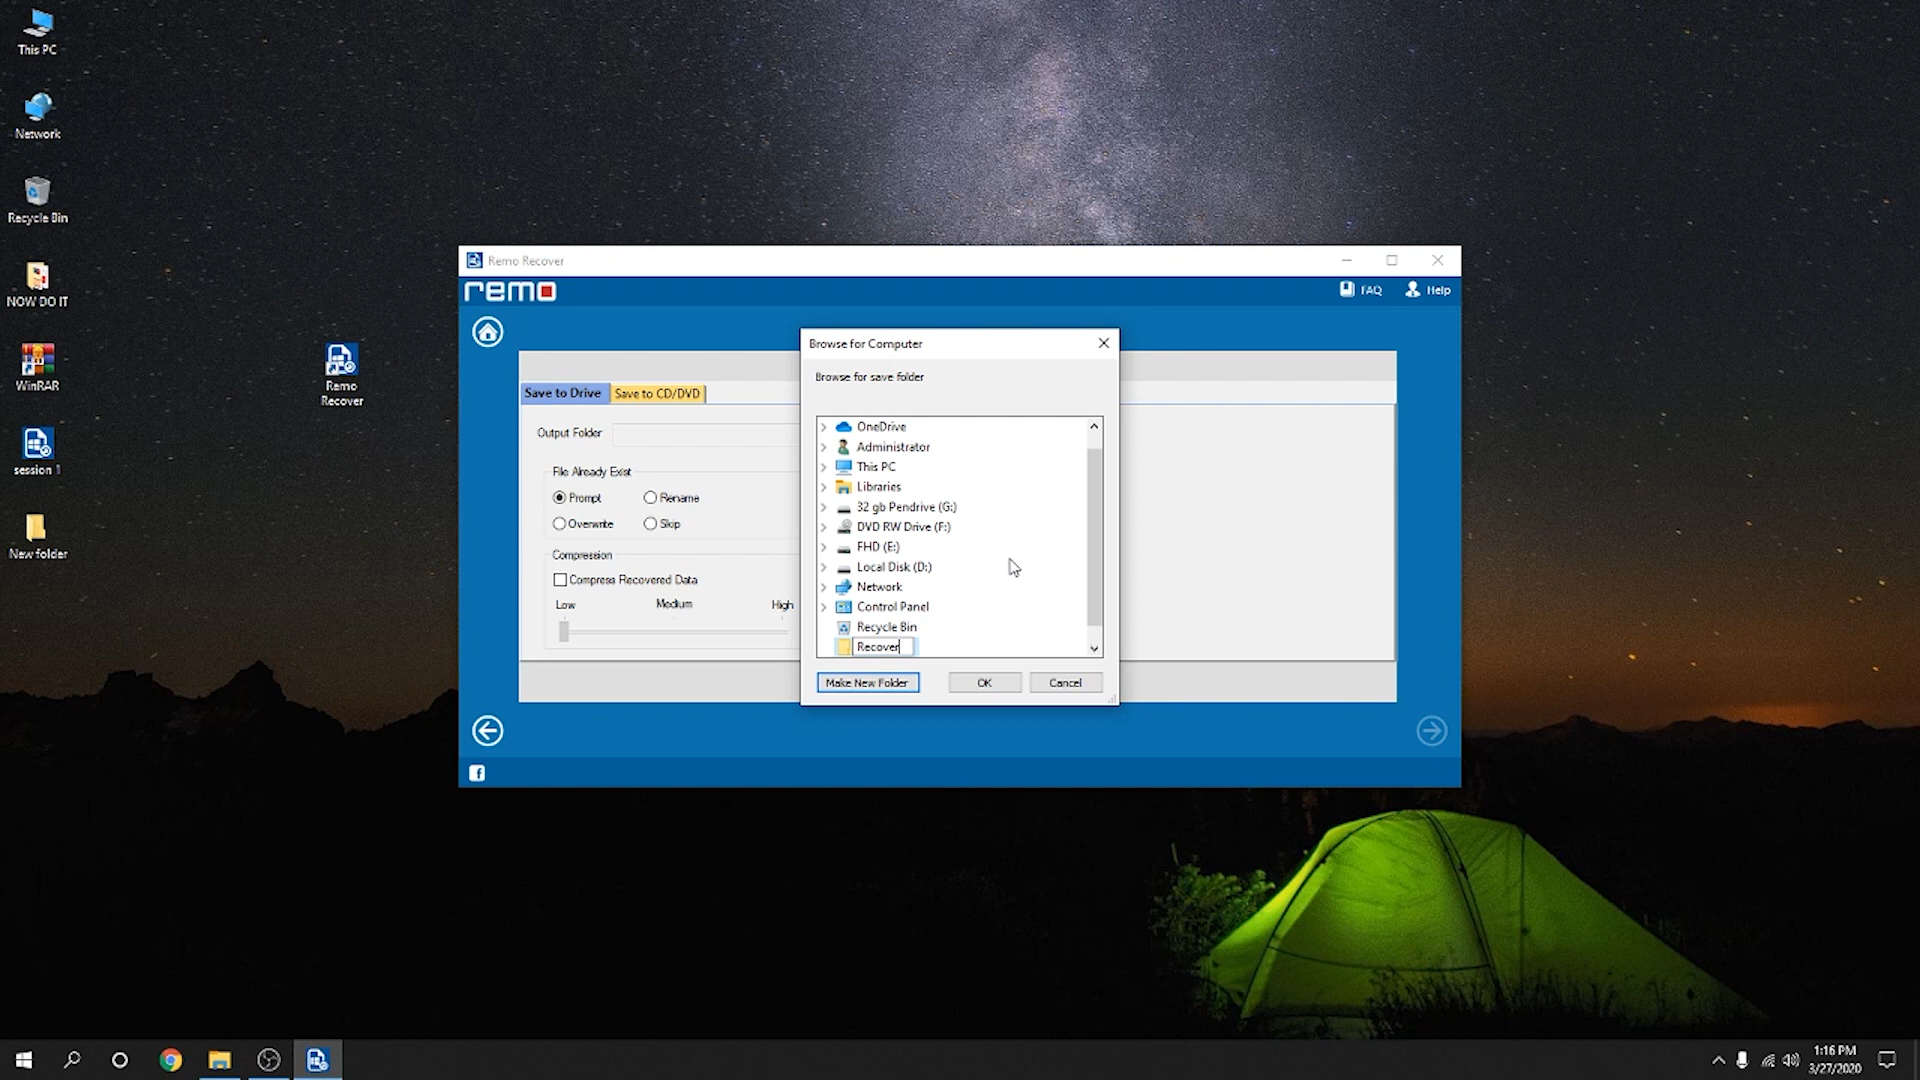 This PC
Network
Recycle Bin
NOW DO IT
WinRAR
session 1
New folder
Remo
Recover
Remo Recover
remo
FAQ
Help
Save to Drive
Save to CD/DVD
Output Folder
File Already Exist
Prompt
Rename
Overwrite
Skip
Compression
Compress Recovered Data
Low
Medium
High
Browse for Computer
Browse for save folder
OneDrive
Administrator
This PC
Libraries
32 gb Pendrive (G:)
DVD RW Drive (F:)
FHD (E:)
Local Disk (D:)
Network
Control Panel
Recycle Bin
Recover
Make New Folder
OK
Cancel
f
1:16 PM
3/27/2020